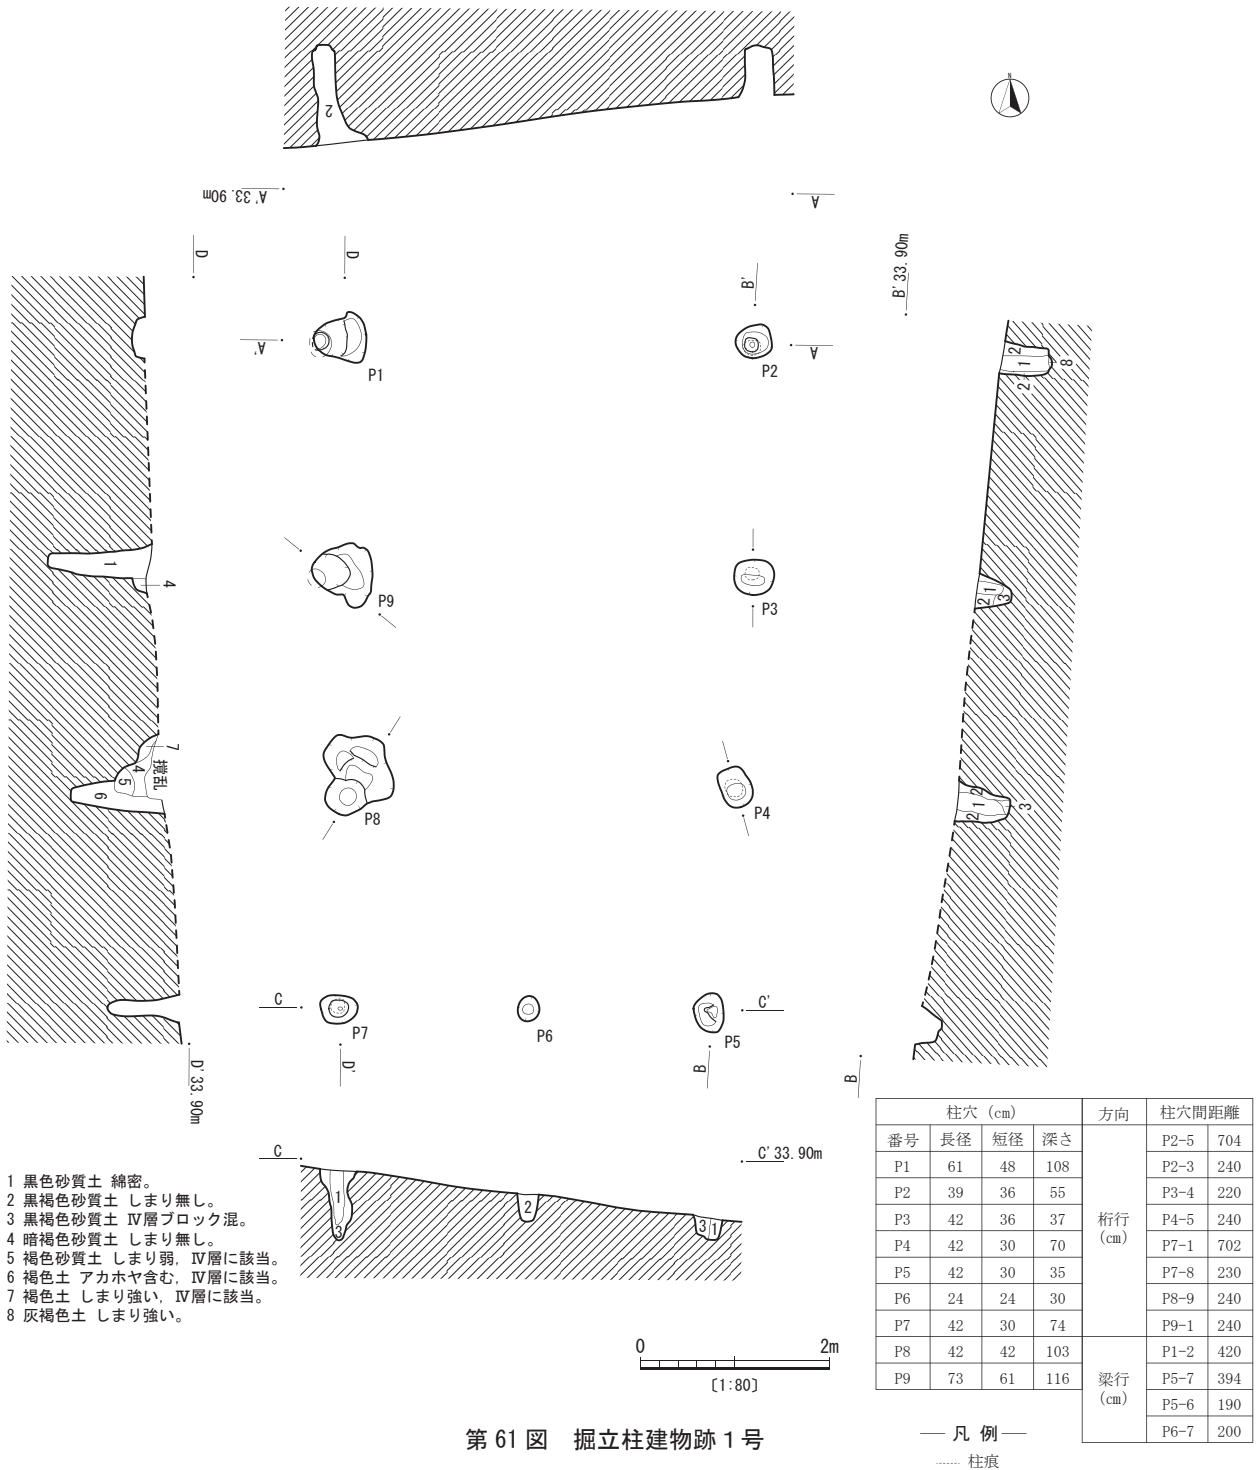 N
2
A' 33.90m
A
D
D
B'
B' 33.90m
A'
A
P1
P2
2
1
2
8
1
4
P9
P3
2
1
3
7
撹乱
4
5
6
P8
P4
2
1
2
3
C
C'
P7
P6
P5
D' 33.90m
D'
B
B
C
C' 33.90m
1
3
2
3
1
1 黒色砂質土 綿密。
2 黒褐色砂質土 しまり無し。
3 黒褐色砂質土 Ⅳ層ブロック混。
4 暗褐色砂質土 しまり無し。
5 褐色砂質土 しまり弱，Ⅳ層に該当。
6 褐色土 アカホヤ含む，Ⅳ層に該当。
7 褐色土 しまり強い，Ⅳ層に該当。
8 灰褐色土 しまり強い。
0 2m
〔1:80〕
柱穴（cm） 方向 柱穴間距離
番号 長径 短径 深さ P2-5 704
P1 61 48 108 P2-3 240
P2 39 36 55 P3-4 220
P3 42 36 37 桁行（cm） P4-5 240
P4 42 30 70 P7-1 702
P5 42 30 35 P7-8 230
P6 24 24 30 P8-9 240
P7 42 30 74 P9-1 240
P8 42 42 103 P1-2 420
P9 73 61 116 梁行（cm） P5-7 394
P5-6 190
P6-7 200
凡 例
柱痕
第 61 図 掘立柱建物跡 1 号